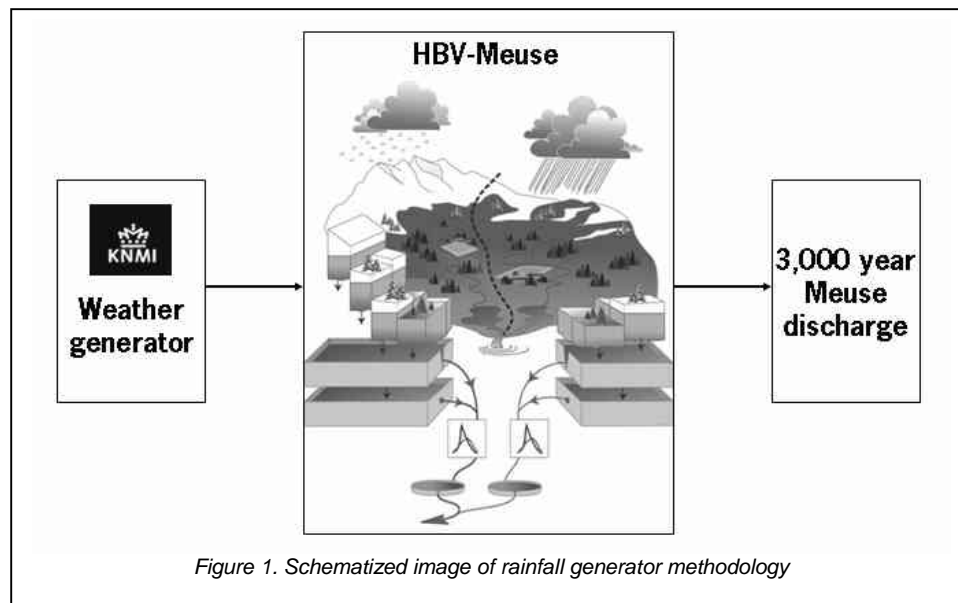 HBV-Meuse
KNMI
Weather
generator
3,000 year
Meuse
discharge
Figure 1. Schematized image of rainfall generator methodology